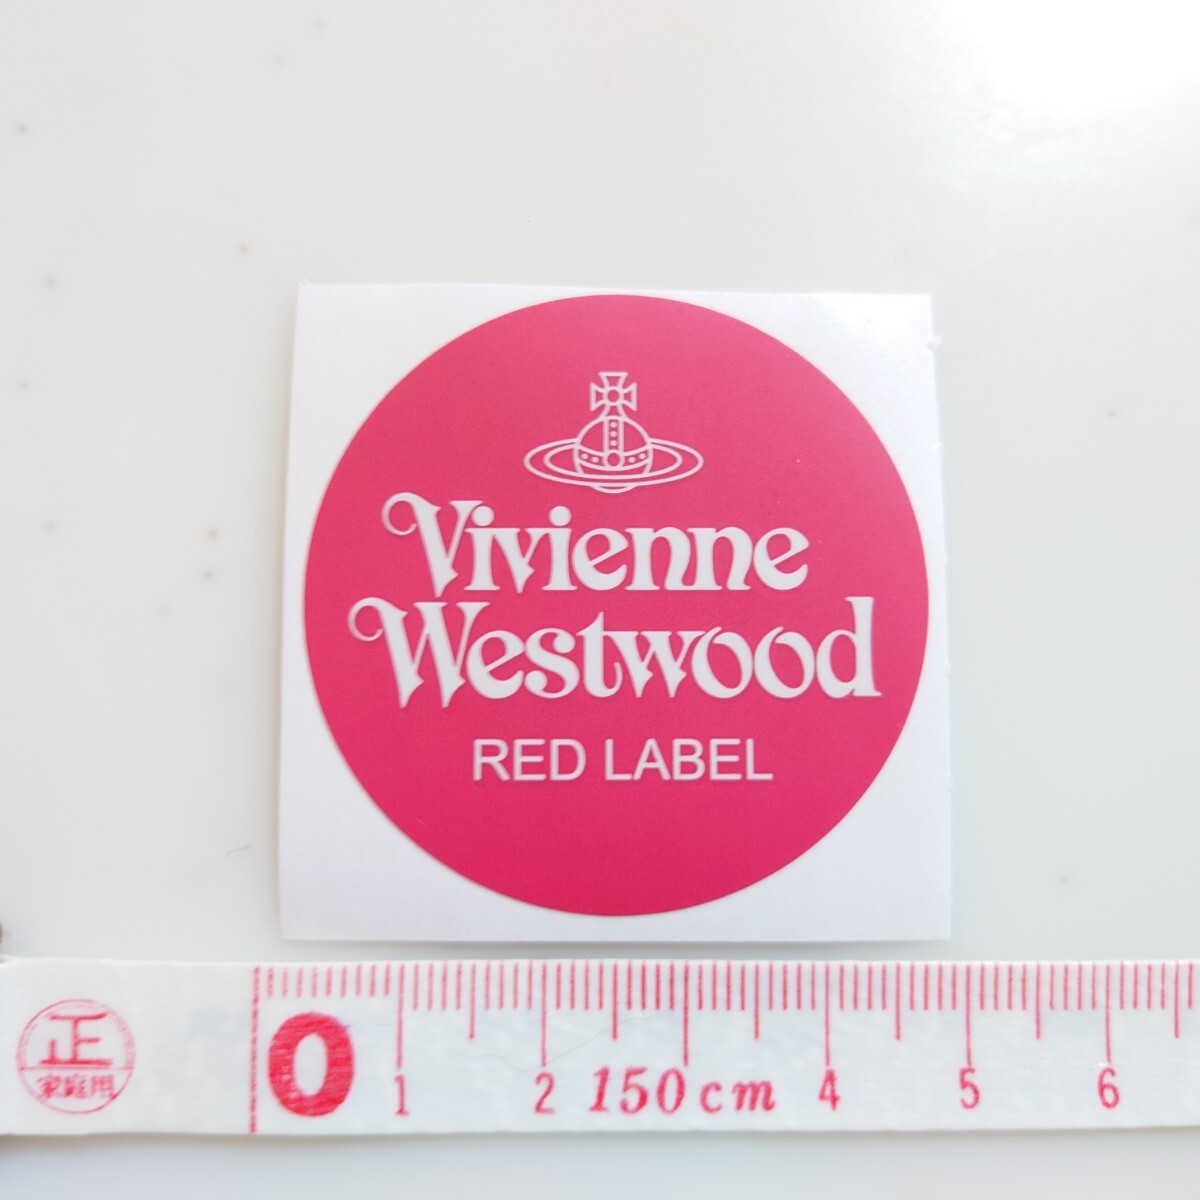 Vivienne
Westwood
RED LABEL
正
家庭用
0 1 2 150cm 4 5 6